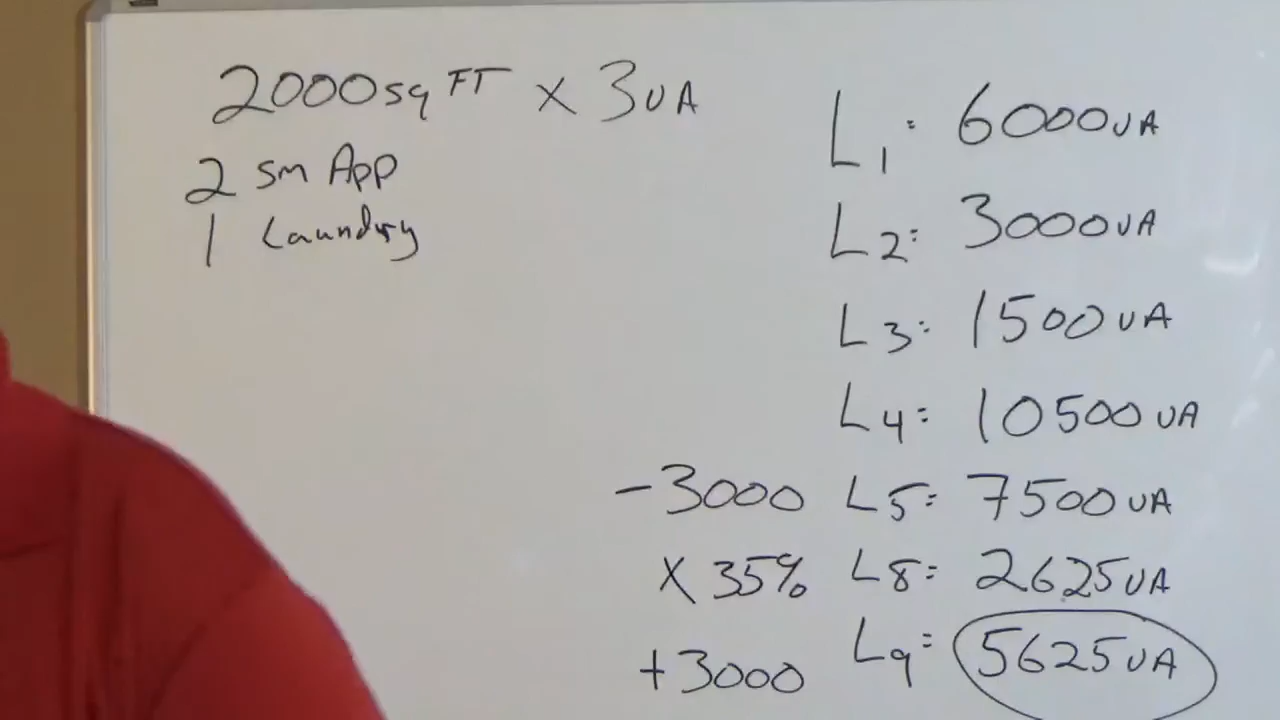 2000sq FT x 3VA
2 Sm App
1 Laundry
L1: 6000VA
L2: 3000VA
L3: 1500VA
L4: 10500VA
-3000 L5= 7500VA
x 35% L8= 2625VA
+3000 L9= 5625VA